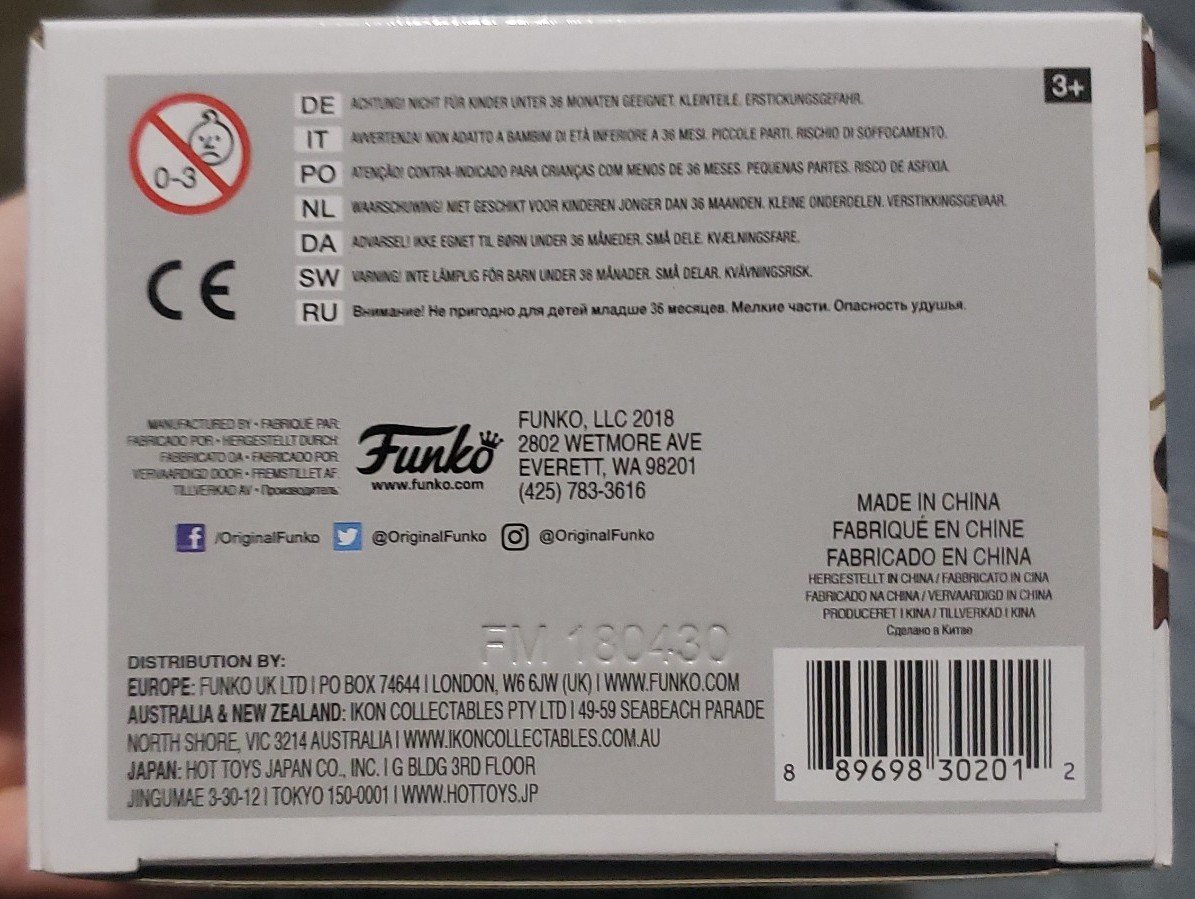 3+
0-3
DE ACHTUNG! NICHT FÜR KINDER UNTER 36 MONATEN GEEIGNET. KLEINTEILE. ERSTICKUNGSGEFAHR.
IT AVVERTENZA! NON ADATTO A BAMBINI DI ETÀ INFERIORE A 36 MESI. PICCOLE PARTI. RISCHIO DI SOFFOCAMENTO.
PO ATENÇÃO! CONTRA-INDICADO PARA CRIANÇAS COM MENOS DE 36 MESES. PEQUENAS PARTES. RISCO DE ASFIXIA.
NL WAARSCHUWING! NIET GESCHIKT VOOR KINDEREN JONGER DAN 36 MAANDEN. KLEINE ONDERDELEN. VERSTIKKINGSGEVAAR.
DA ADVARSEL! IKKE EGNET TIL BØRN UNDER 36 MÅNEDER. SMÅ DELE. KVÆLNINGSFARE.
SW VARNING! INTE LÄMPLIG FÖR BARN UNDER 36 MÅNADER. SMÅ DELAR. KVÄVNINGSRISK.
RU Внимание! Не пригодно для детей младше 36 месяцев. Мелкие части. Опасность удушья.
CE
MANUFACTURED BY • FABRIQUÉ PAR:
FABRICADO POR • HERGESTELLT DURCH:
FABBRICATO DA • FABRICADO POR:
VERVAARDIGD DOOR • FREMSTILLET AF:
TILLVERKAD AV • Производитель
Funko
www.funko.com
FUNKO, LLC 2018
2802 WETMORE AVE
EVERETT, WA 98201
(425) 783-3616
/OriginalFunko @OriginalFunko @OriginalFunko
MADE IN CHINA
FABRIQUÉ EN CHINE
FABRICADO EN CHINA
HERGESTELLT IN CHINA / FABBRICATO IN CINA
FABRICADO NA CHINA / VERVAARDIGD IN CHINA
PRODUCERET I KINA / TILLVERKAD I KINA
Сделано в Китае
FM 180430
DISTRIBUTION BY:
EUROPE: FUNKO UK LTD | PO BOX 74644 | LONDON, W6 6JW (UK) | WWW.FUNKO.COM
AUSTRALIA & NEW ZEALAND: IKON COLLECTABLES PTY LTD | 49-59 SEABEACH PARADE
NORTH SHORE, VIC 3214 AUSTRALIA | WWW.IKONCOLLECTABLES.COM.AU
JAPAN: HOT TOYS JAPAN CO., INC. | G BLDG 3RD FLOOR
JINGUMAE 3-30-12 | TOKYO 150-0001 | WWW.HOTTOYS.JP
8 89698 30201 2